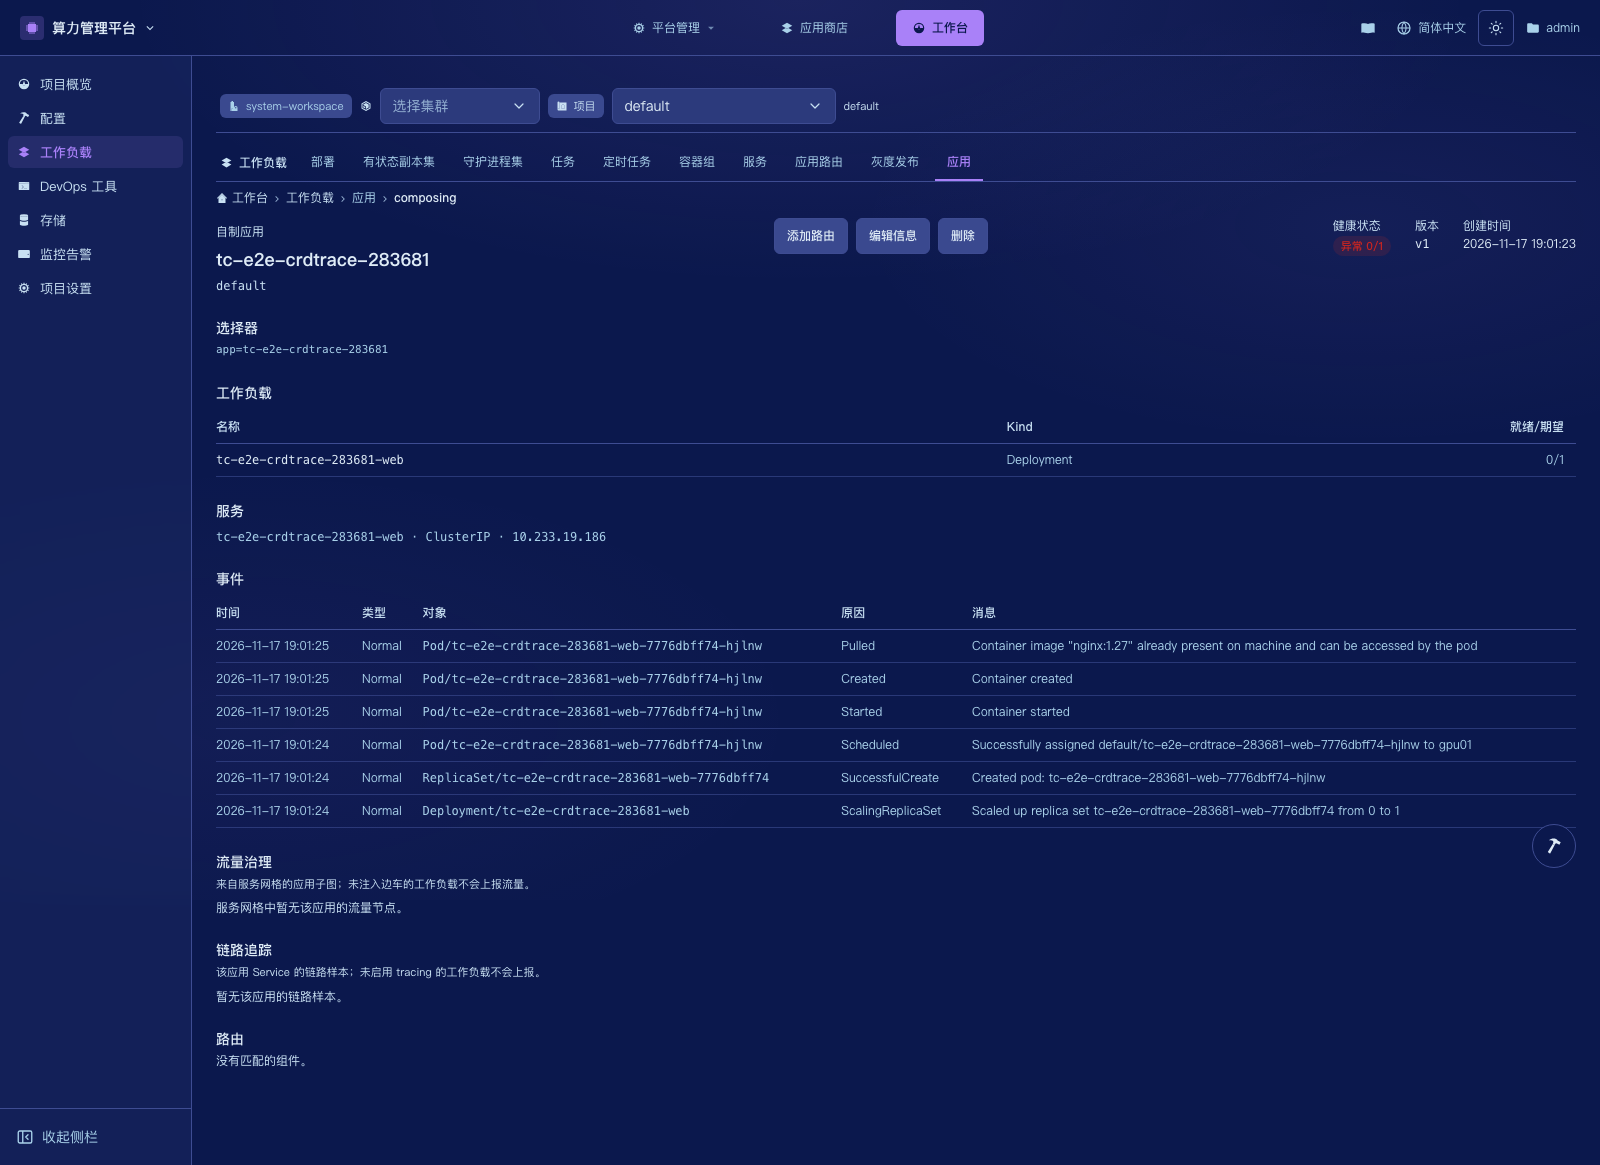 算力管理平台
平台管理
应用商店
工作台
简体中文
admin
项目概览
配置
工作负载
DevOps 工具
存储
监控告警
项目设置
收起侧栏
system-workspace
选择集群
项目
default
default
工作负载 部署 有状态副本集 守护进程集 任务 定时任务 容器组 服务 应用路由 灰度发布 应用
工作台 › 工作负载 › 应用 › composing
自制应用
tc-e2e-crdtrace-283681
default
添加路由 编辑信息 删除
健康状态 版本 创建时间
异常 0/1 v1 2026-11-17 19:01:23
选择器
app=tc-e2e-crdtrace-283681
工作负载
名称 Kind 就绪/期望
tc-e2e-crdtrace-283681-web Deployment 0/1
服务
tc-e2e-crdtrace-283681-web · ClusterIP · 10.233.19.186
事件
时间 类型 对象 原因 消息
2026-11-17 19:01:25 Normal Pod/tc-e2e-crdtrace-283681-web-7776dbff74-hjlnw Pulled Container image "nginx:1.27" already present on machine and can be accessed by the pod
2026-11-17 19:01:25 Normal Pod/tc-e2e-crdtrace-283681-web-7776dbff74-hjlnw Created Container created
2026-11-17 19:01:25 Normal Pod/tc-e2e-crdtrace-283681-web-7776dbff74-hjlnw Started Container started
2026-11-17 19:01:24 Normal Pod/tc-e2e-crdtrace-283681-web-7776dbff74-hjlnw Scheduled Successfully assigned default/tc-e2e-crdtrace-283681-web-7776dbff74-hjlnw to gpu01
2026-11-17 19:01:24 Normal ReplicaSet/tc-e2e-crdtrace-283681-web-7776dbff74 SuccessfulCreate Created pod: tc-e2e-crdtrace-283681-web-7776dbff74-hjlnw
2026-11-17 19:01:24 Normal Deployment/tc-e2e-crdtrace-283681-web ScalingReplicaSet Scaled up replica set tc-e2e-crdtrace-283681-web-7776dbff74 from 0 to 1
流量治理
来自服务网格的应用子图；未注入边车的工作负载不会上报流量。
服务网格中暂无该应用的流量节点。
链路追踪
该应用 Service 的链路样本；未启用 tracing 的工作负载不会上报。
暂无该应用的链路样本。
路由
没有匹配的组件。